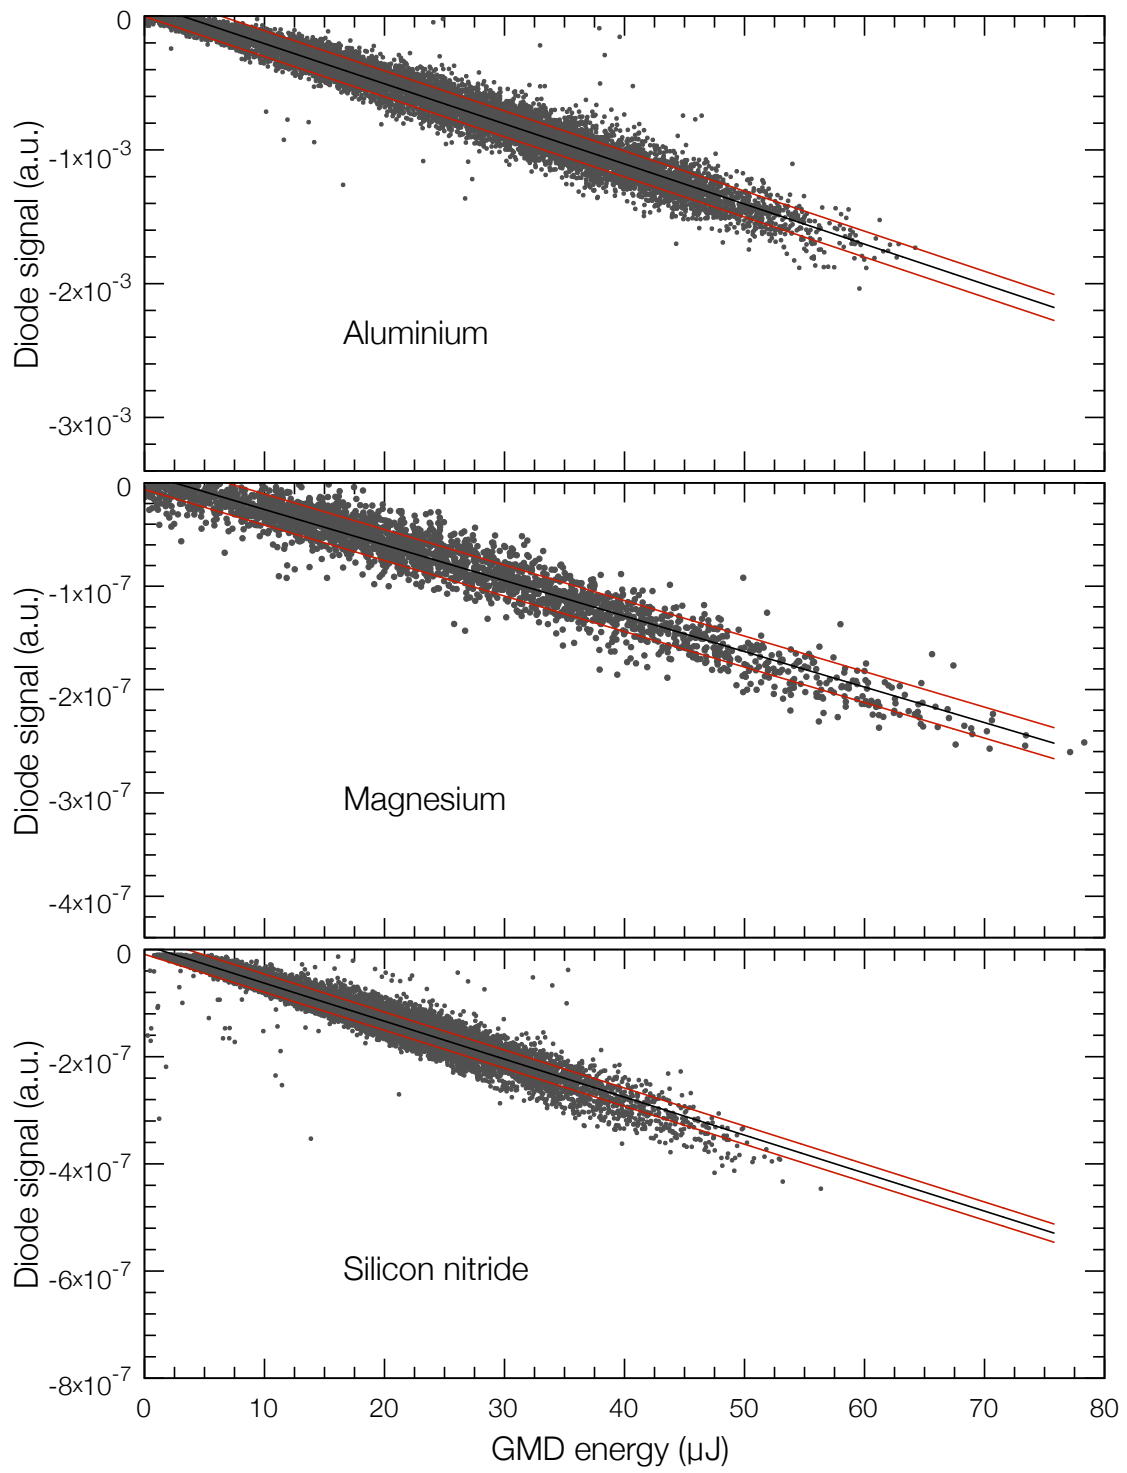 0
-1x10-3
-2x10-3
-3x10-3
Diode signal (a.u.)
Aluminium
0
-1x10-7
-2x10-7
-3x10-7
-4x10-7
Diode signal (a.u.)
Magnesium
0
-2x10-7
-4x10-7
-6x10-7
-8x10-7
Diode signal (a.u.)
Silicon nitride
0 10 20 30 40 50 60 70 80
GMD energy (µJ)